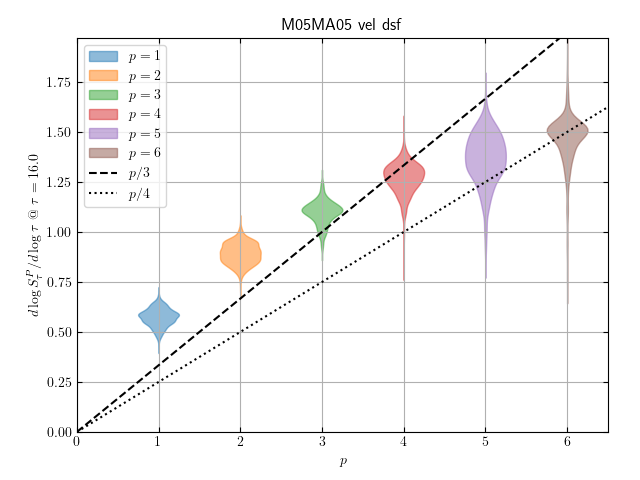 M05MA05 vel dsf
p = 1
p = 2
p = 3
p = 4
p = 5
p = 6
p/3
p/4
d log S_τ^P / d log τ @ τ = 16.0
1.75
1.50
1.25
1.00
0.75
0.50
0.25
0.00
0 1 2 3 4 5 6
p